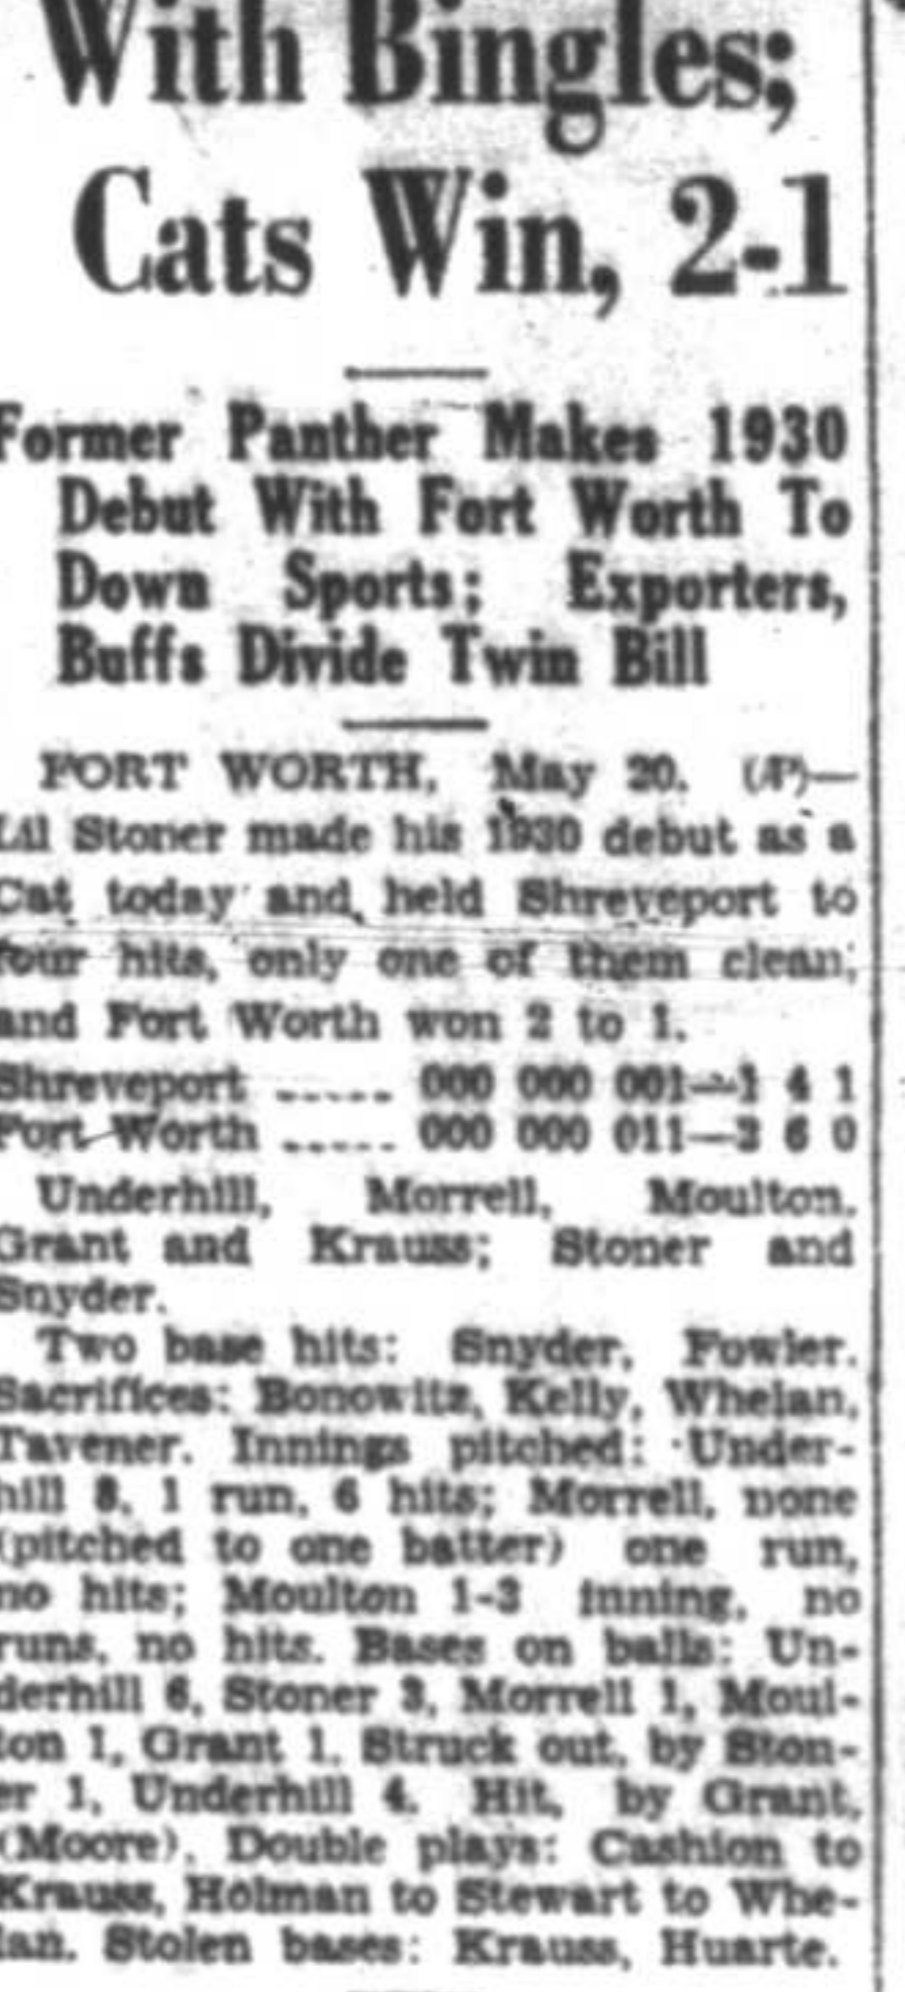 With Bingles;
Cats Win, 2-1
Former Panther Makes 1930
Debut With Fort Worth To
Down Sports; Exporters,
Buffs Divide Twin Bill
FORT WORTH, May 20. (AP)—
Lil Stoner made his 1930 debut as a
Cat today and held Shreveport to
four hits, only one of them clean,
and Fort Worth won 2 to 1.
Shreveport ----- 000 000 001—1 4 1
Fort Worth ----- 000 000 011—2 6 0
Underhill, Morrell, Moulton,
Grant and Krauss; Stoner and
Snyder.
Two base hits: Snyder, Fowler.
Sacrifices: Bonowitz, Kelly, Whelan,
Tavener. Innings pitched: Under-
hill 8, 1 run, 6 hits; Morrell, none
(pitched to one batter) one run,
no hits; Moulton 1-3 inning, no
runs, no hits. Bases on balls: Un-
derhill 6, Stoner 3, Morrell 1, Moul-
ton 1, Grant 1. Struck out, by Ston-
er 1, Underhill 4. Hit, by Grant,
(Moore). Double plays: Cashion to
Krauss, Holman to Stewart to Whe-
lan. Stolen bases: Krauss, Huarte.